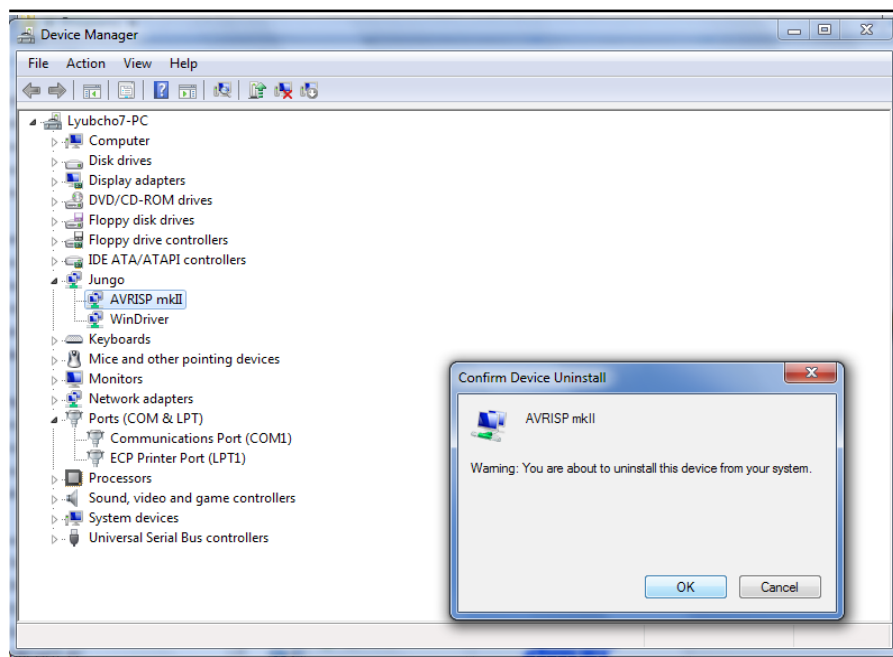 Device Manager
File Action View Help
Lyubcho7-PC
Computer
Disk drives
Display adapters
DVD/CD-ROM drives
Floppy disk drives
Floppy drive controllers
IDE ATA/ATAPI controllers
Jungo
AVRISP mkII
WinDriver
Keyboards
Mice and other pointing devices
Monitors
Network adapters
Ports (COM & LPT)
Communications Port (COM1)
ECP Printer Port (LPT1)
Processors
Sound, video and game controllers
System devices
Universal Serial Bus controllers
Confirm Device Uninstall
AVRISP mkII
Warning: You are about to uninstall this device from your system.
OK Cancel